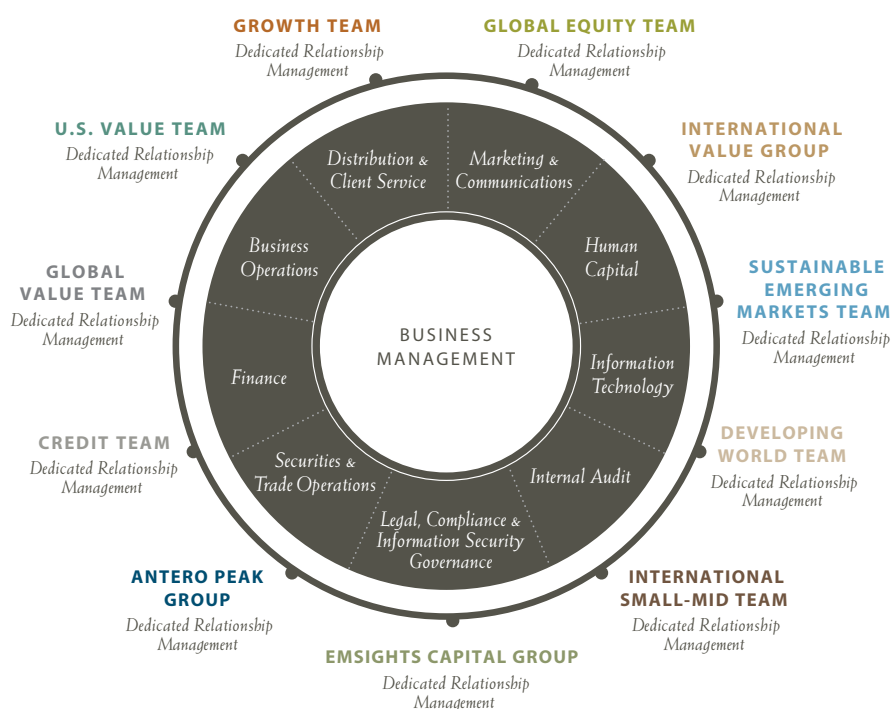 GROWTH TEAM
Dedicated Relationship
Management
GLOBAL EQUITY TEAM
Dedicated Relationship
Management
U.S. VALUE TEAM
Dedicated Relationship
Management
INTERNATIONAL
VALUE GROUP
Dedicated Relationship
Management
GLOBAL
VALUE TEAM
Dedicated Relationship
Management
SUSTAINABLE
EMERGING
MARKETS TEAM
Dedicated Relationship
Management
CREDIT TEAM
Dedicated Relationship
Management
DEVELOPING
WORLD TEAM
Dedicated Relationship
Management
ANTERO PEAK
GROUP
Dedicated Relationship
Management
INTERNATIONAL
SMALL-MID TEAM
Dedicated Relationship
Management
EMSIGHTS CAPITAL GROUP
Dedicated Relationship
Management
Distribution &
Client Service
Marketing &
Communications
Business
Operations
Human
Capital
Finance
Information
Technology
Securities &
Trade Operations
Internal Audit
Legal, Compliance &
Information Security
Governance
BUSINESS
MANAGEMENT